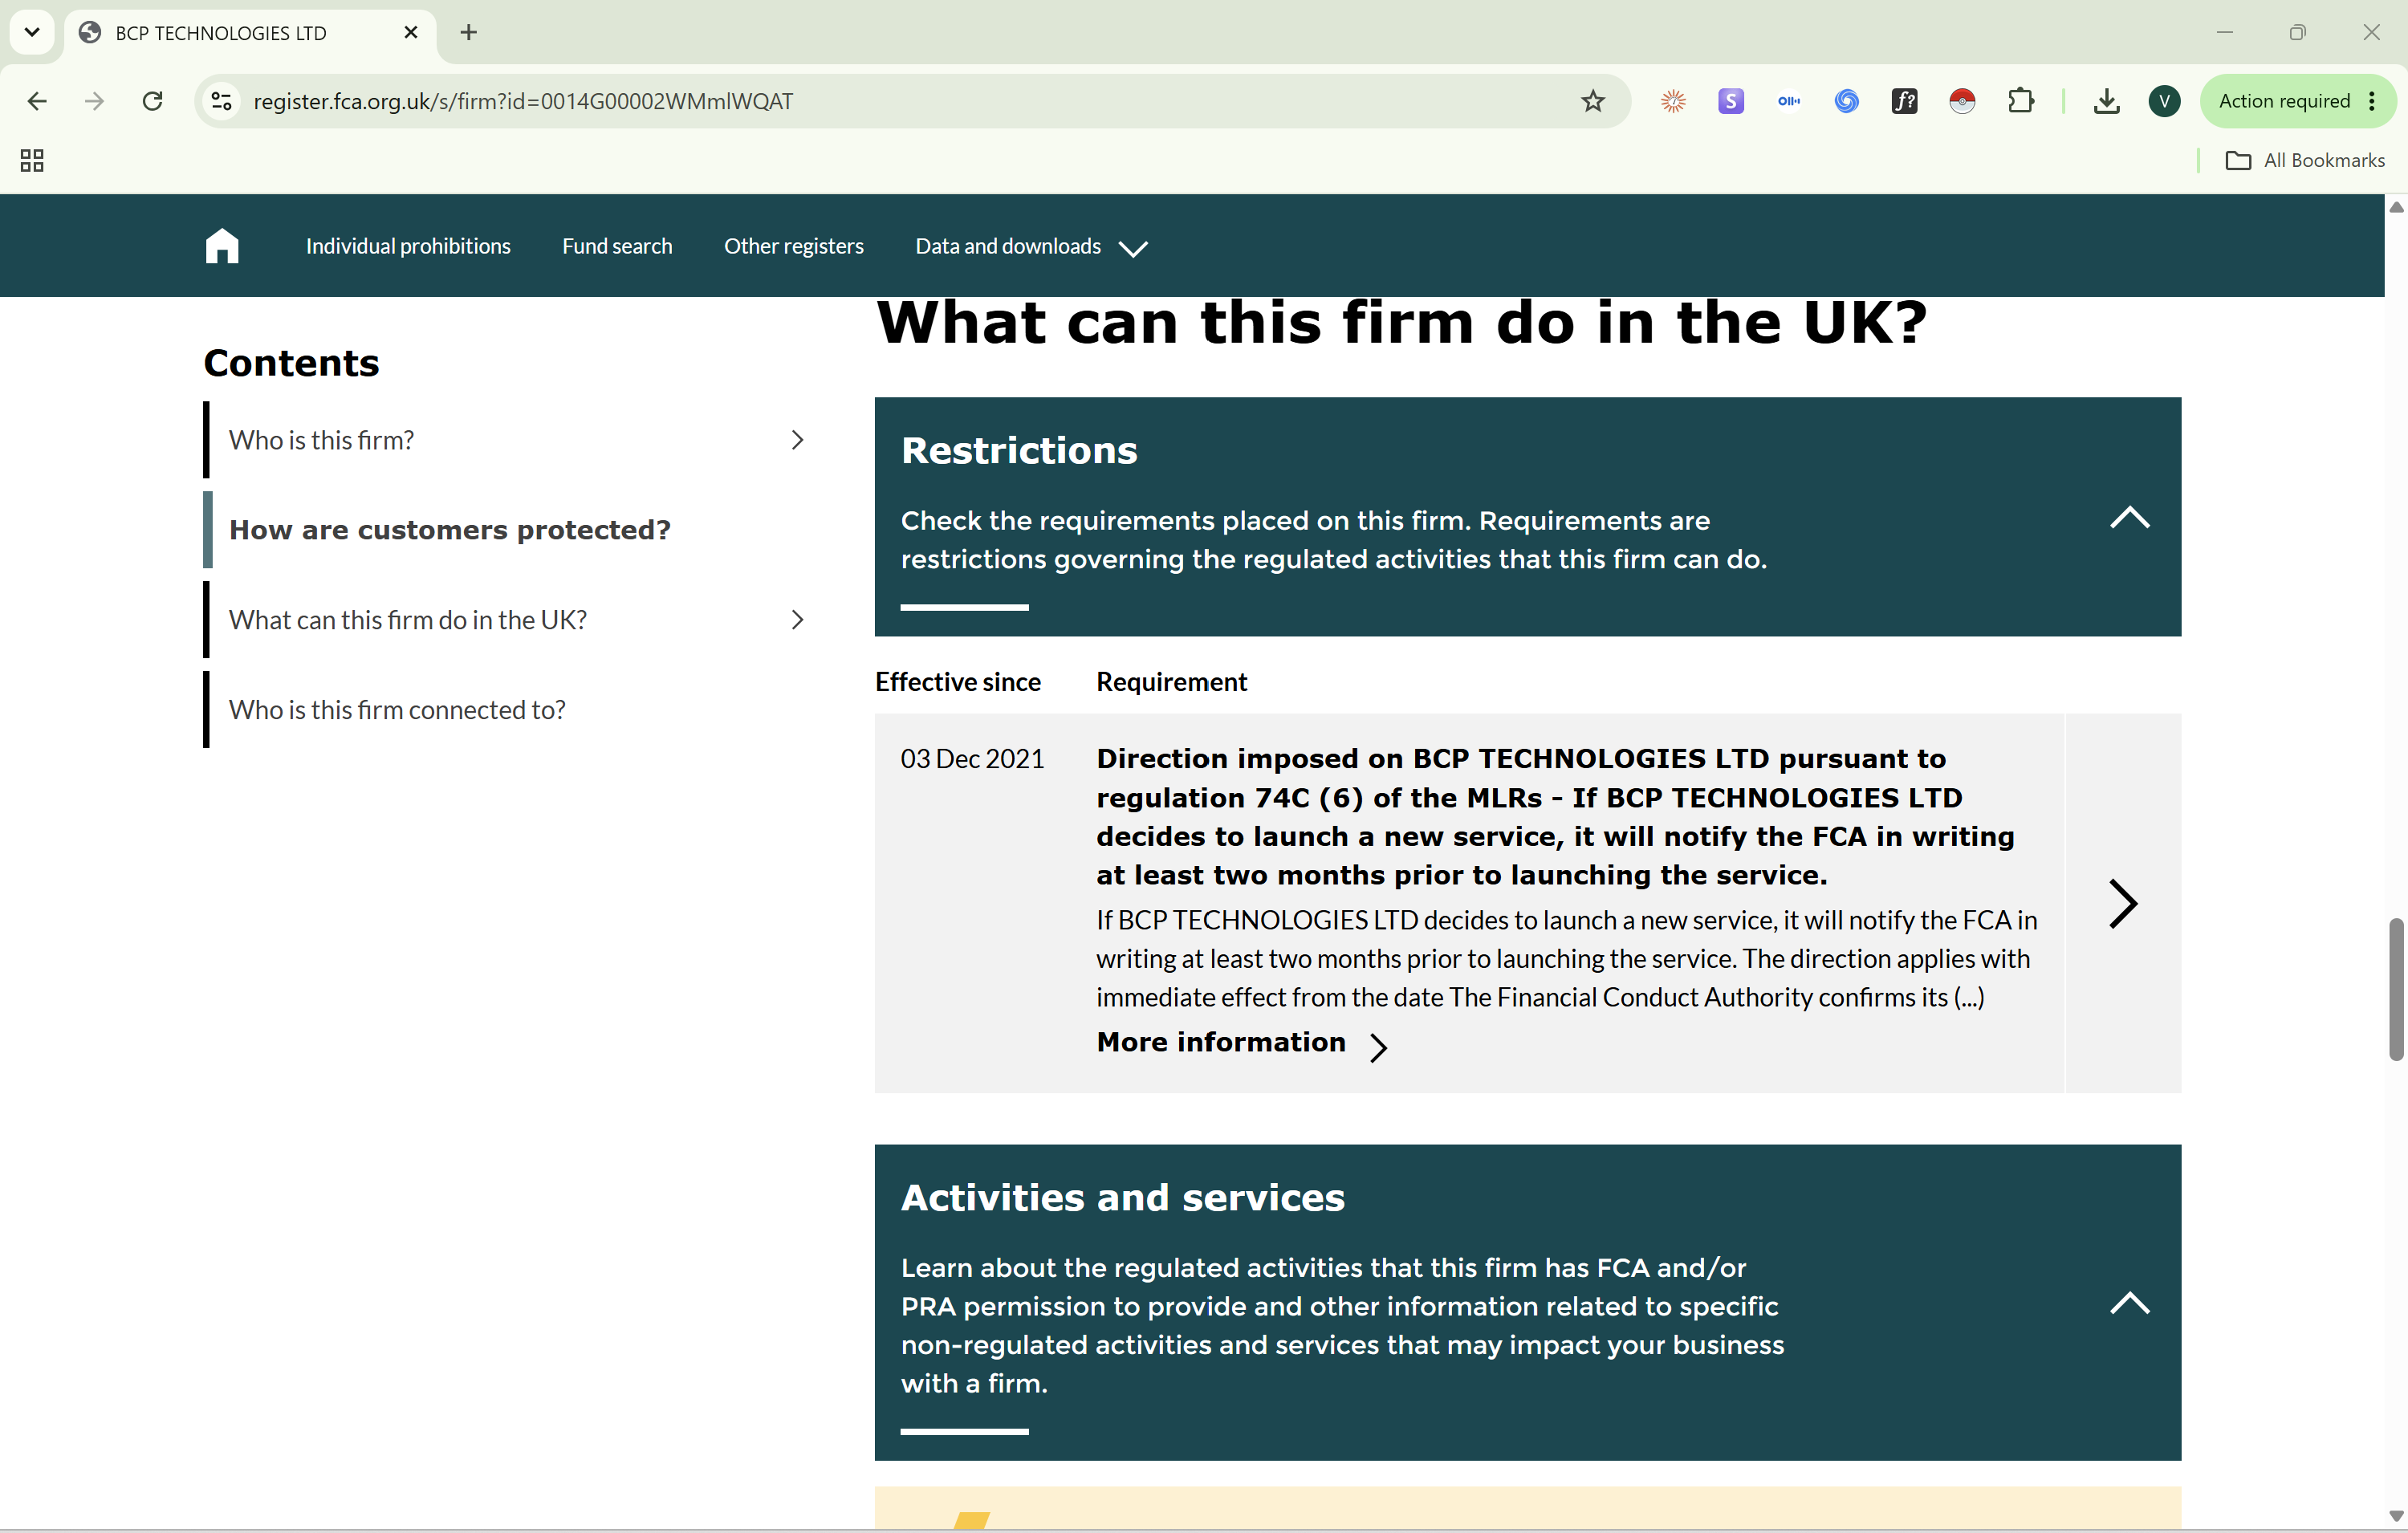 BCP TECHNOLOGIES LTD
register.fca.org.uk/s/firm?id=0014G00002WMmlWQAT
S
f?
V
Action required
All Bookmarks
Individual prohibitions
Fund search
Other registers
Data and downloads
Contents
Who is this firm?
How are customers protected?
What can this firm do in the UK?
Who is this firm connected to?
What can this firm do in the UK?
Restrictions
Check the requirements placed on this firm. Requirements are
restrictions governing the regulated activities that this firm can do.
Effective since Requirement
03 Dec 2021
Direction imposed on BCP TECHNOLOGIES LTD pursuant to
regulation 74C (6) of the MLRs - If BCP TECHNOLOGIES LTD
decides to launch a new service, it will notify the FCA in writing
at least two months prior to launching the service.
If BCP TECHNOLOGIES LTD decides to launch a new service, it will notify the FCA in
writing at least two months prior to launching the service. The direction applies with
immediate effect from the date The Financial Conduct Authority confirms its (...)
More information
Activities and services
Learn about the regulated activities that this firm has FCA and/or
PRA permission to provide and other information related to specific
non-regulated activities and services that may impact your business
with a firm.